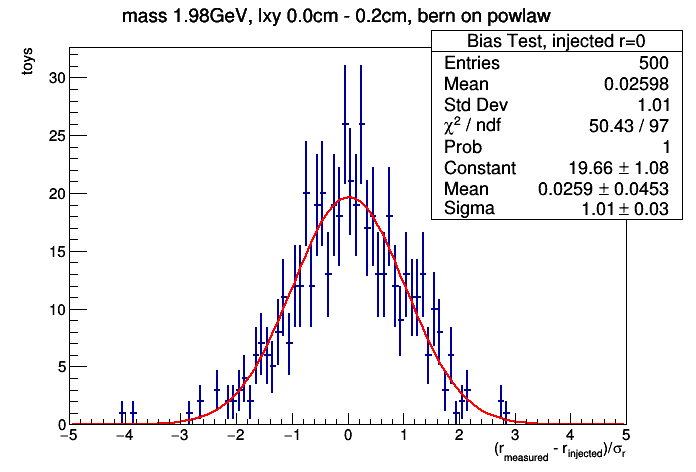 mass 1.98GeV, lxy 0.0cm - 0.2cm, bern on powlaw
toys
Bias Test, injected r=0
Entries 500
Mean 0.02598
Std Dev 1.01
χ² / ndf 50.43 / 97
Prob 1
Constant 19.66 ± 1.08
Mean 0.0259 ± 0.0453
Sigma 1.01 ± 0.03
30
25
20
15
10
5
0
−5 −4 −3 −2 −1 0 1 2 3 4 5
(r_measured - r_injected)/σ_r